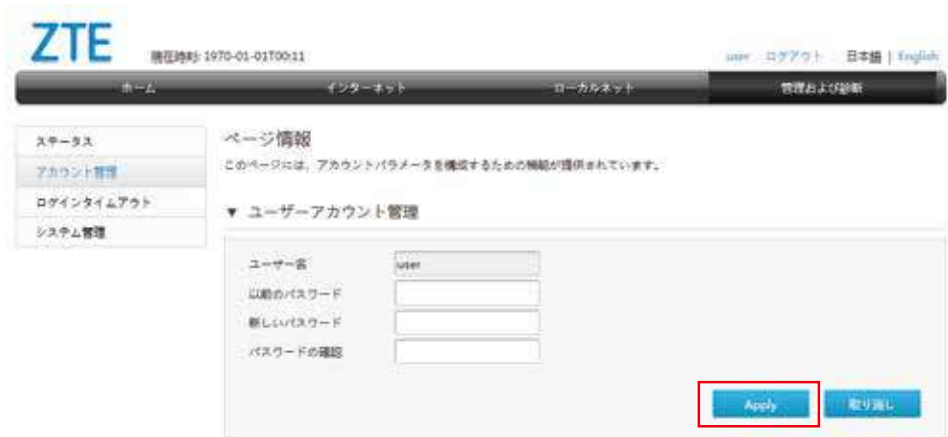 ZTE
現在時刻: 1970-01-01T00:11
user ログアウト 日本語 | English
ホーム インターネット ローカルネット 管理および診断
ステータス
アカウント管理
ログインタイムアウト
システム管理
ページ情報
このページには、アカウントパラメータを構成するための機能が提供されています。
▼ ユーザーアカウント管理
ユーザー名 user
以前のパスワード
新しいパスワード
パスワードの確認
Apply 取り消し